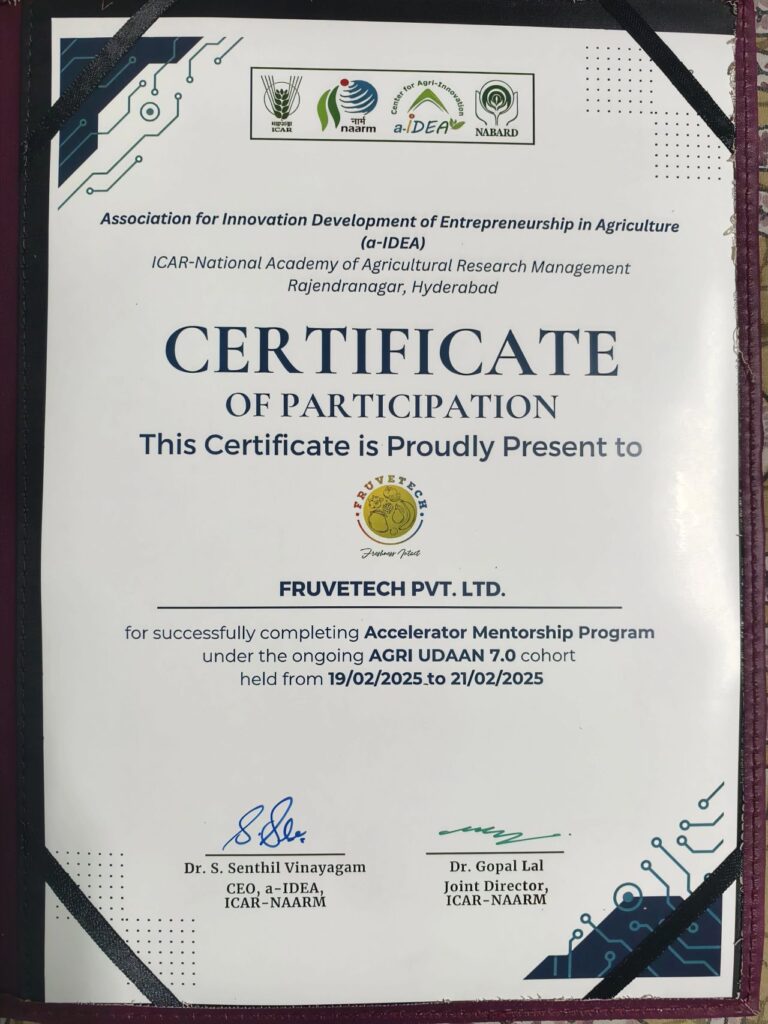 ICAR
नार्म
naarm
Center for Agri-Innovation
a-IDEA
NABARD
Association for Innovation Development of Entrepreneurship in Agriculture
(a-IDEA)
ICAR-National Academy of Agricultural Research Management
Rajendranagar, Hyderabad
CERTIFICATE
OF PARTICIPATION
This Certificate is Proudly Present to
FRUVETECH
Freshness Intact
FRUVETECH PVT. LTD.
for successfully completing Accelerator Mentorship Program
under the ongoing AGRI UDAAN 7.0 cohort
held from 19/02/2025 to 21/02/2025
Dr. S. Senthil Vinayagam
CEO, a-IDEA,
ICAR-NAARM
Dr. Gopal Lal
Joint Director,
ICAR-NAARM